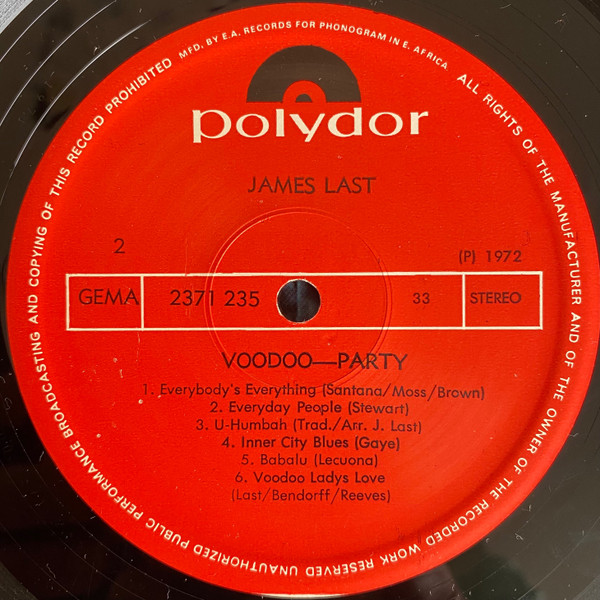 MFD. BY E.A. RECORDS FOR PHONOGRAM IN E. AFRICA
ALL RIGHTS OF THE MANUFACTURER AND OF THE OWNER OF THE RECORDED WORK RESERVED UNAUTHORIZED PUBLIC PERFORMANCE BROADCASTING AND COPYING OF THIS RECORD PROHIBITED
polydor
JAMES LAST
2
(P) 1972
GEMA 2371 235 33 STEREO
VOODOO—PARTY
1. Everybody's Everything (Santana/Moss/Brown)
2. Everyday People (Stewart)
3. U-Humbah (Trad./Arr. J. Last)
4. Inner City Blues (Gaye)
5. Babalu (Lecuona)
6. Voodoo Ladys Love
(Last/Bendorff/Reeves)